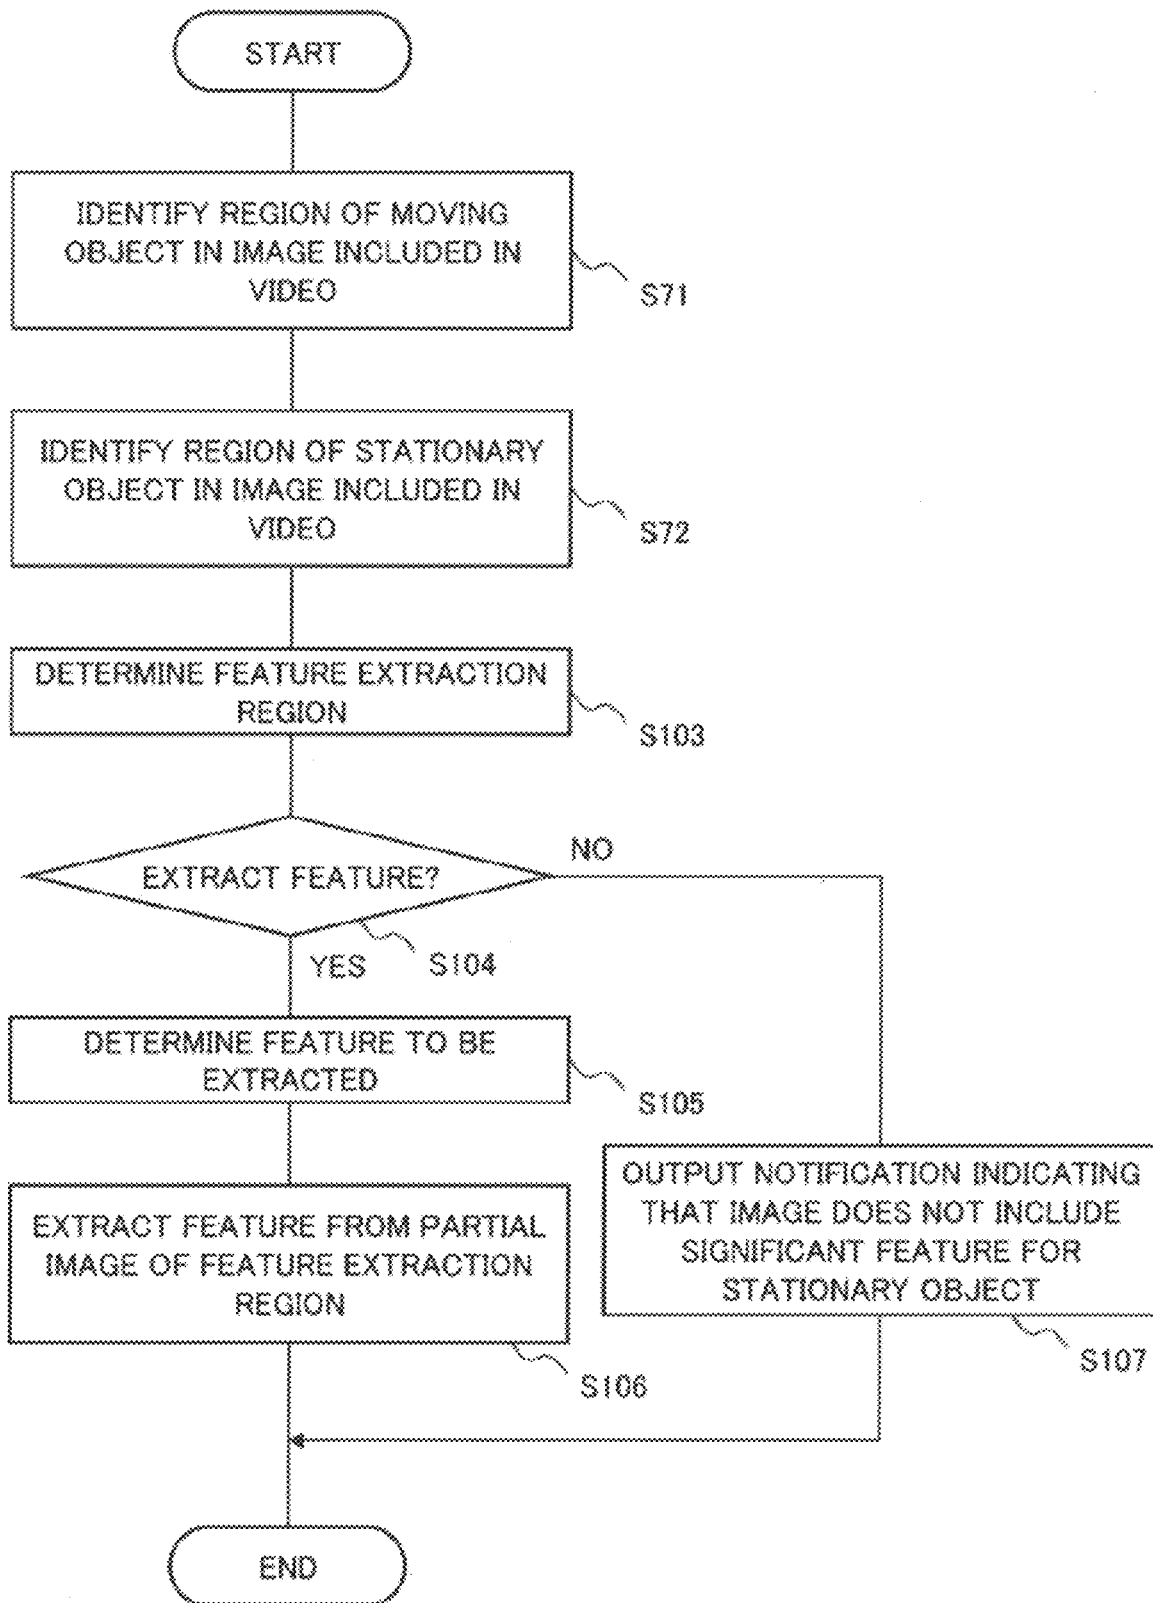 START
IDENTIFY REGION OF MOVING
OBJECT IN IMAGE INCLUDED IN
VIDEO
S71
IDENTIFY REGION OF STATIONARY
OBJECT IN IMAGE INCLUDED IN
VIDEO
S72
DETERMINE FEATURE EXTRACTION
REGION
S103
EXTRACT FEATURE?
NO
YES
S104
DETERMINE FEATURE TO BE
EXTRACTED
S105
EXTRACT FEATURE FROM PARTIAL
IMAGE OF FEATURE EXTRACTION
REGION
S106
OUTPUT NOTIFICATION INDICATING
THAT IMAGE DOES NOT INCLUDE
SIGNIFICANT FEATURE FOR
STATIONARY OBJECT
S107
END